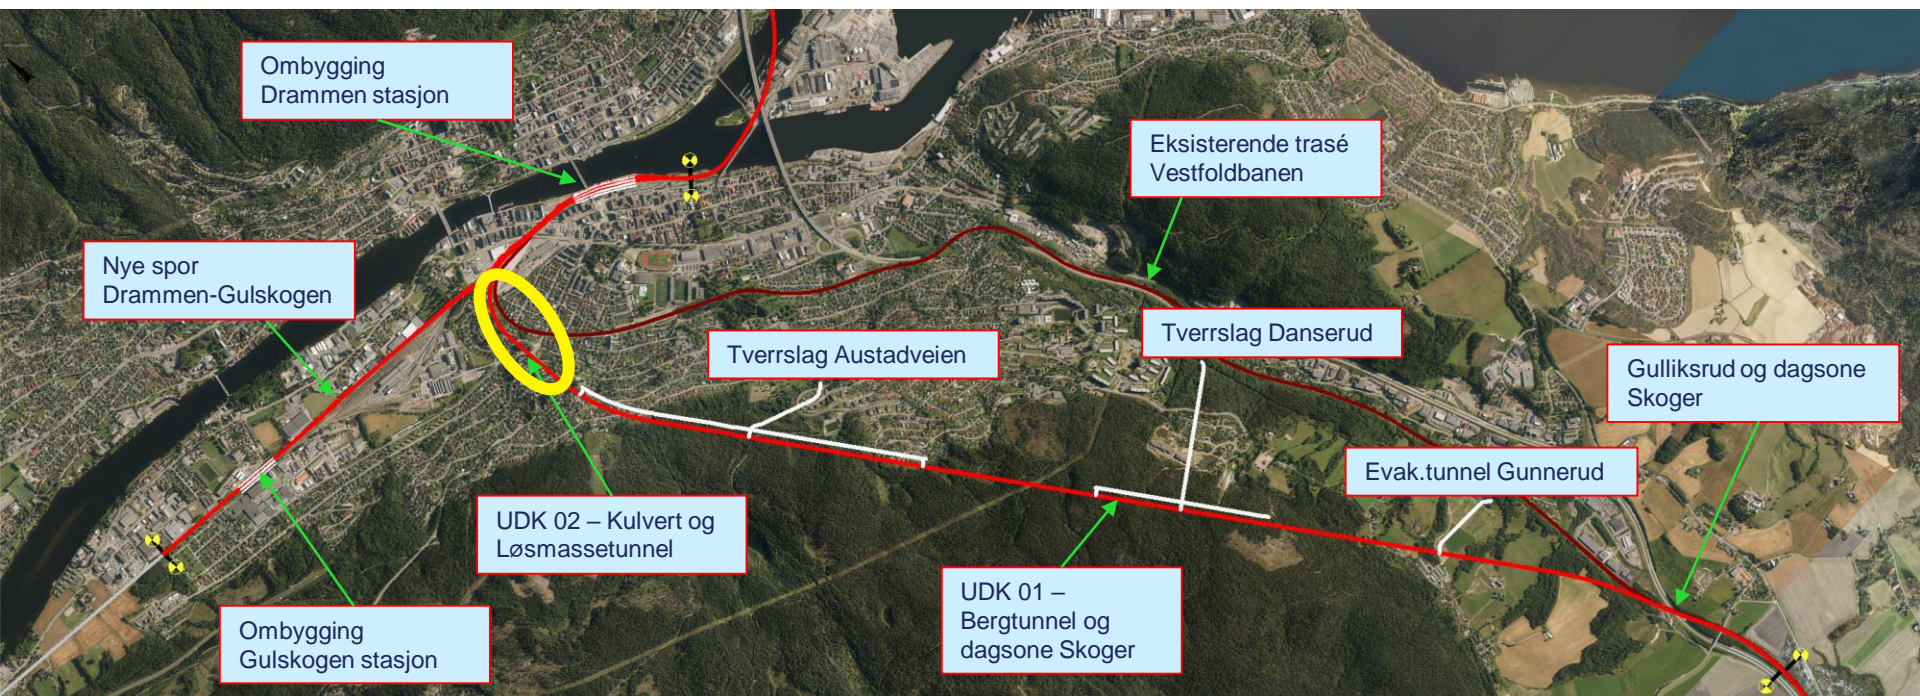 Ombygging
Drammen stasjon
Eksisterende trasé
Vestfoldbanen
Nye spor
Drammen-Gulskogen
Tverrslag Austadveien
Tverrslag Danserud
Gulliksrud og dagsone
Skoger
Evak.tunnel Gunnerud
UDK 02 – Kulvert og
Løsmassetunnel
UDK 01 –
Bergtunnel og
dagsone Skoger
Ombygging
Gulskogen stasjon